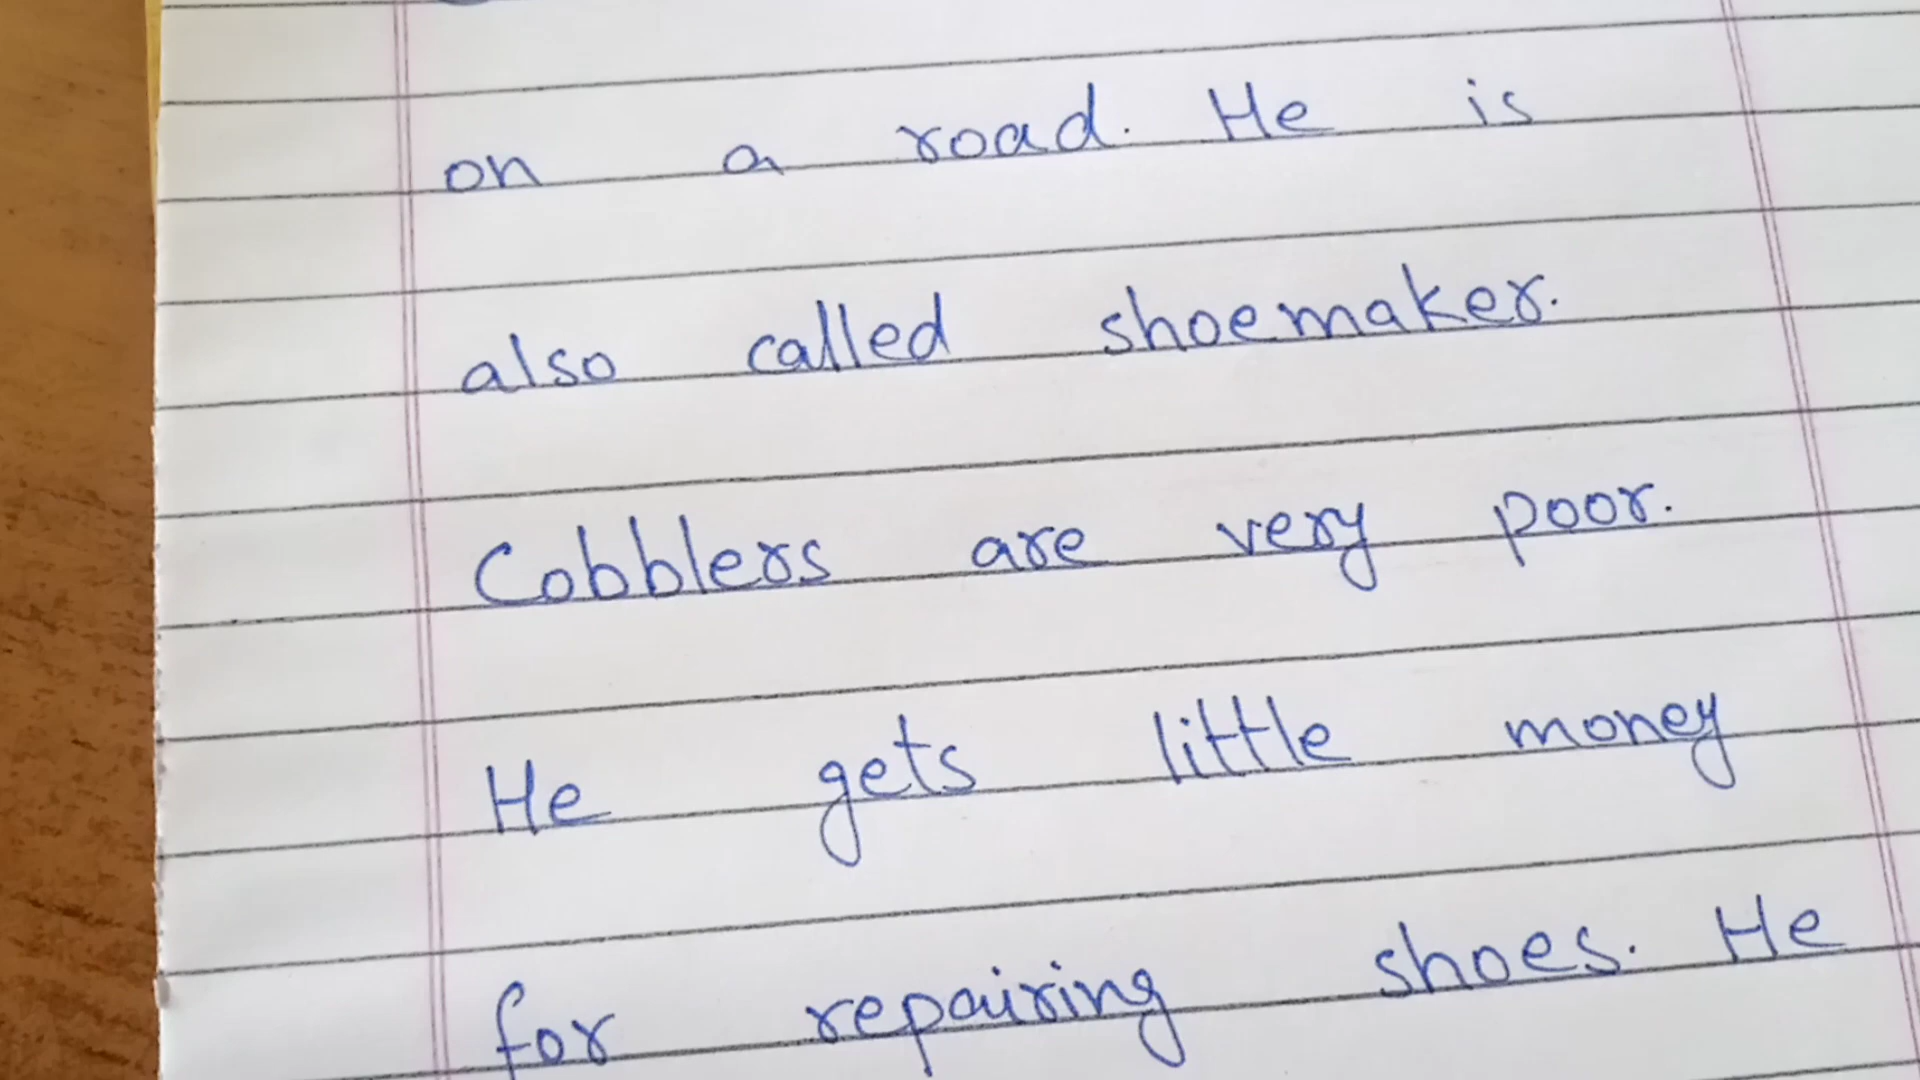 on a road. He is
also called shoemaker.
Cobblers are very poor.
He gets little money
for repairing shoes. He